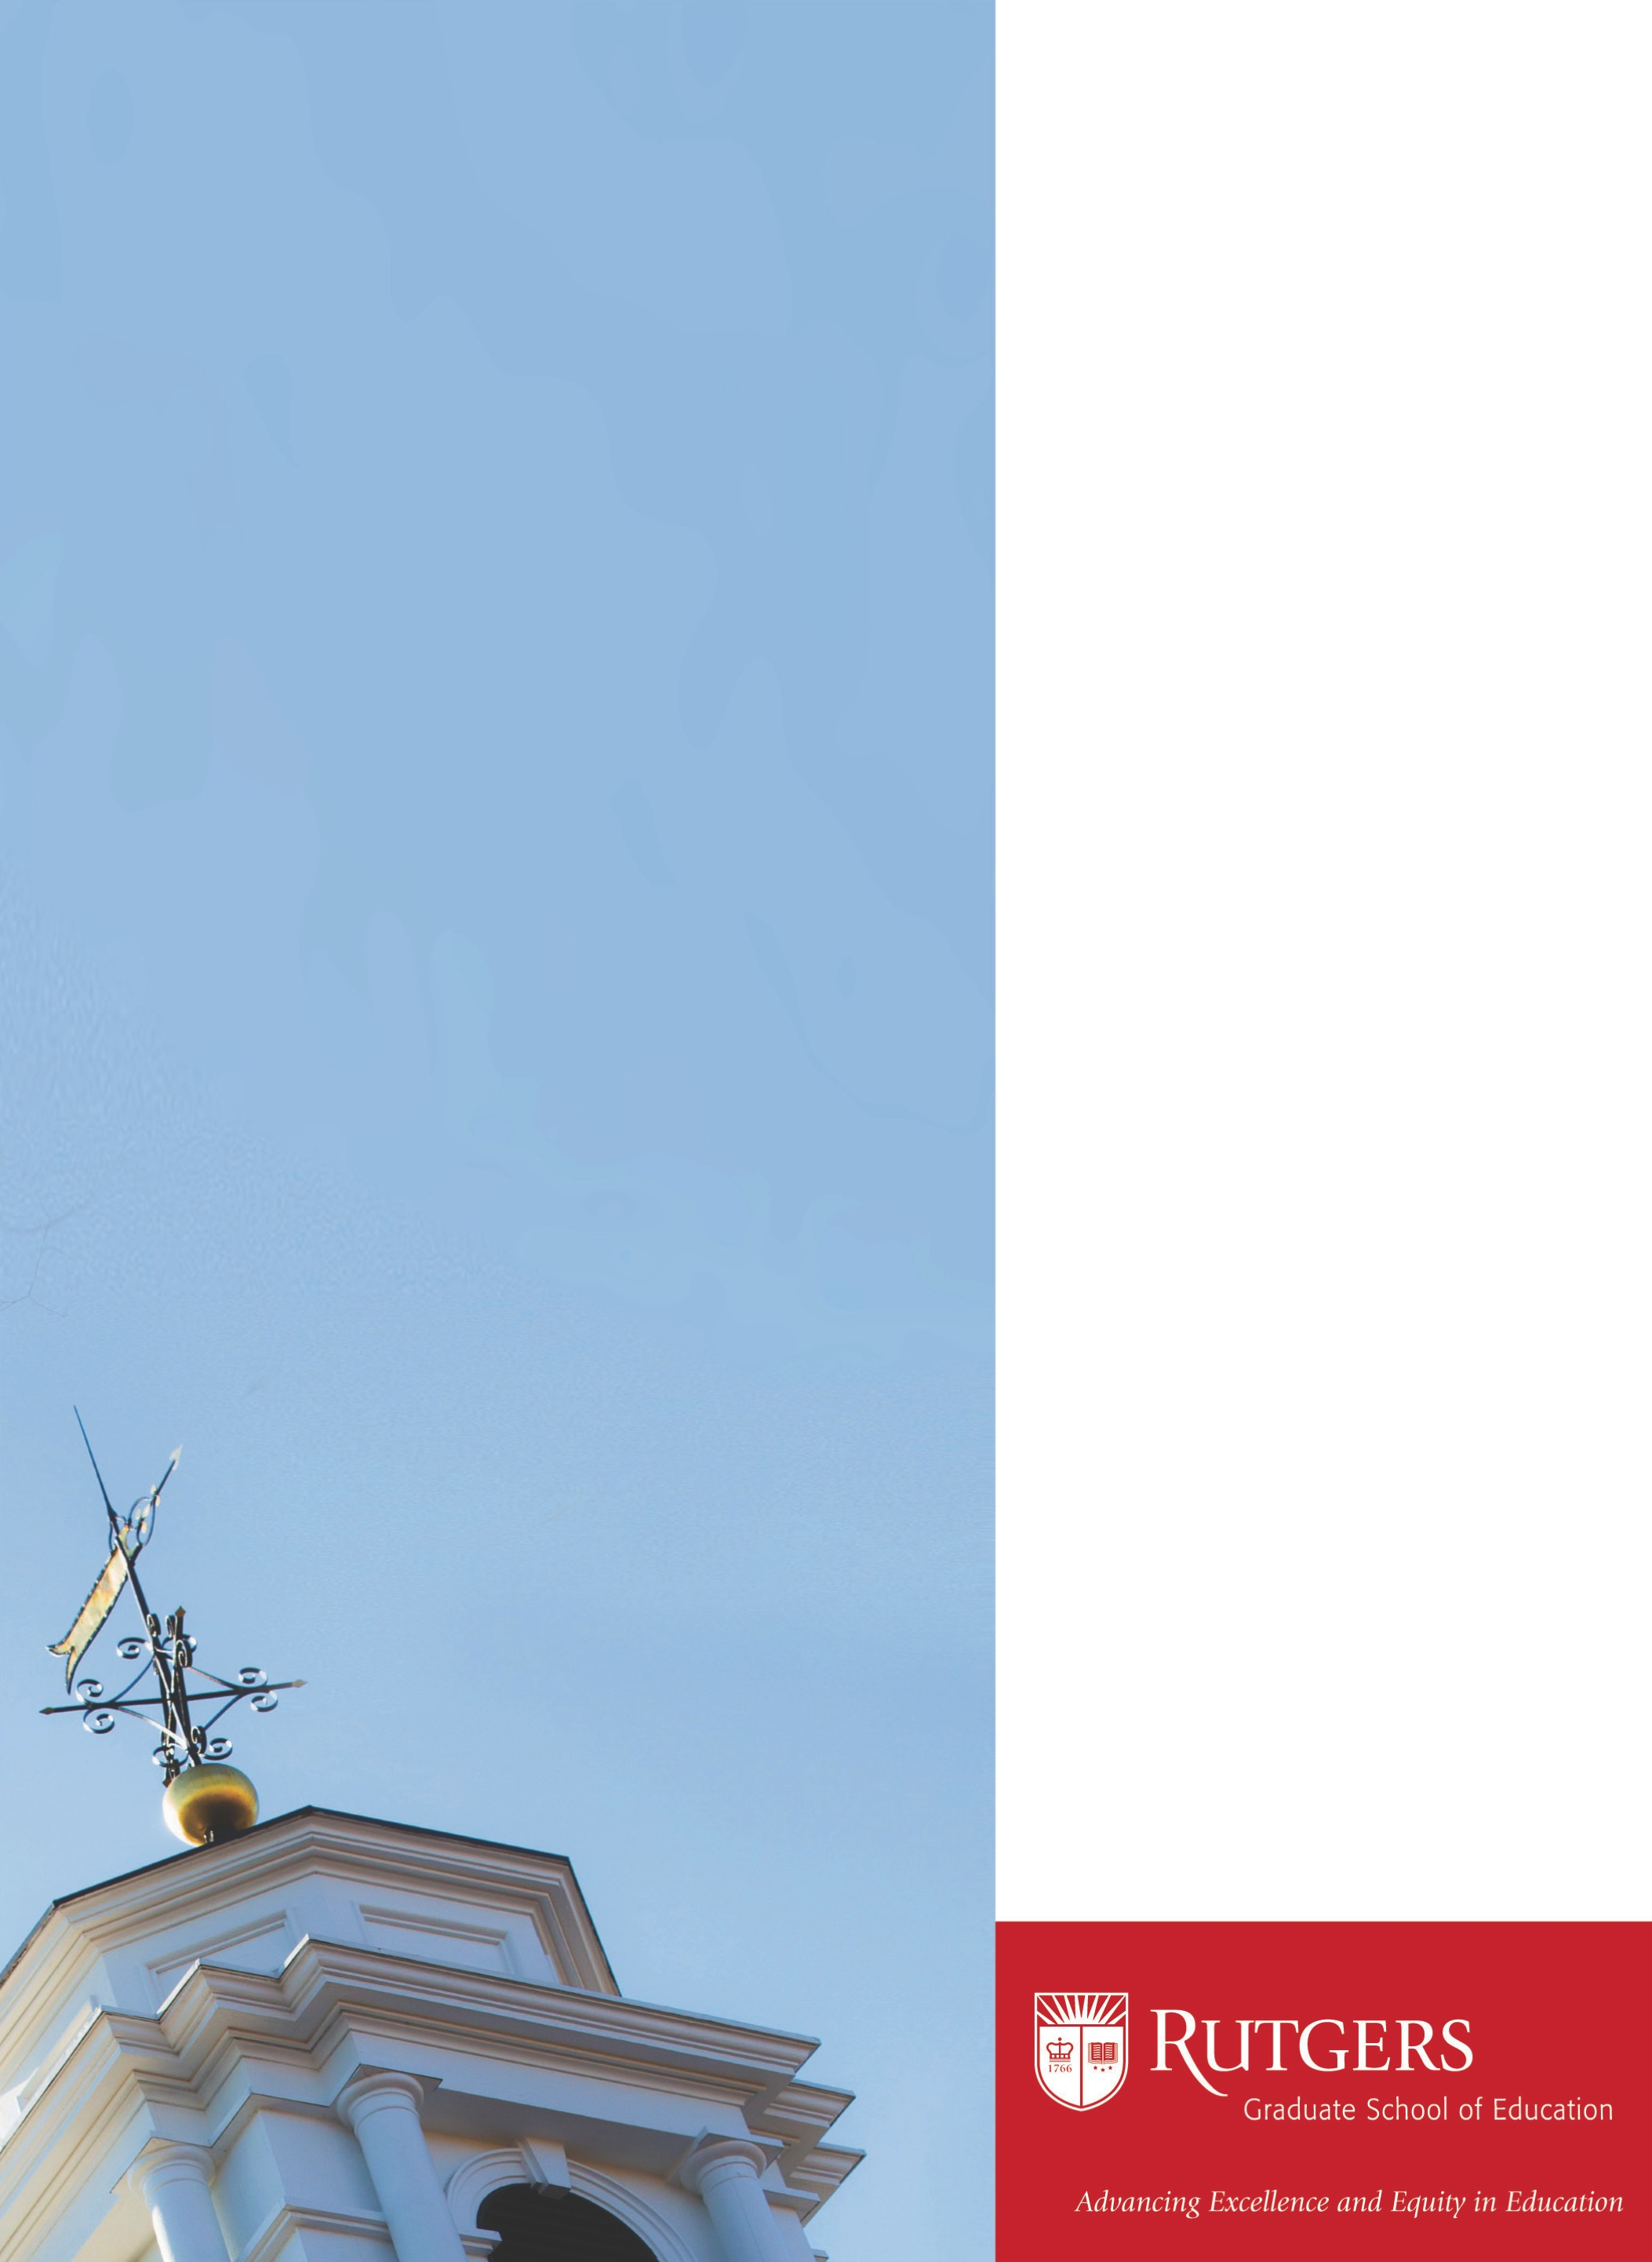 1766
RUTGERS
Graduate School of Education
Advancing Excellence and Equity in Education